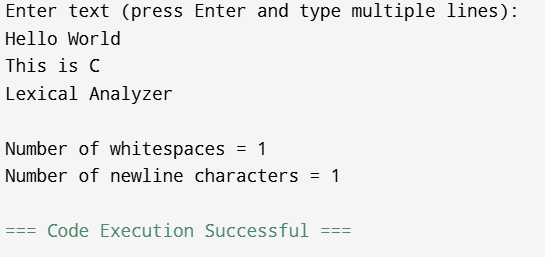 Enter text (press Enter and type multiple lines):
Hello World
This is C
Lexical Analyzer
Number of whitespaces = 1
Number of newline characters = 1
=== Code Execution Successful ===